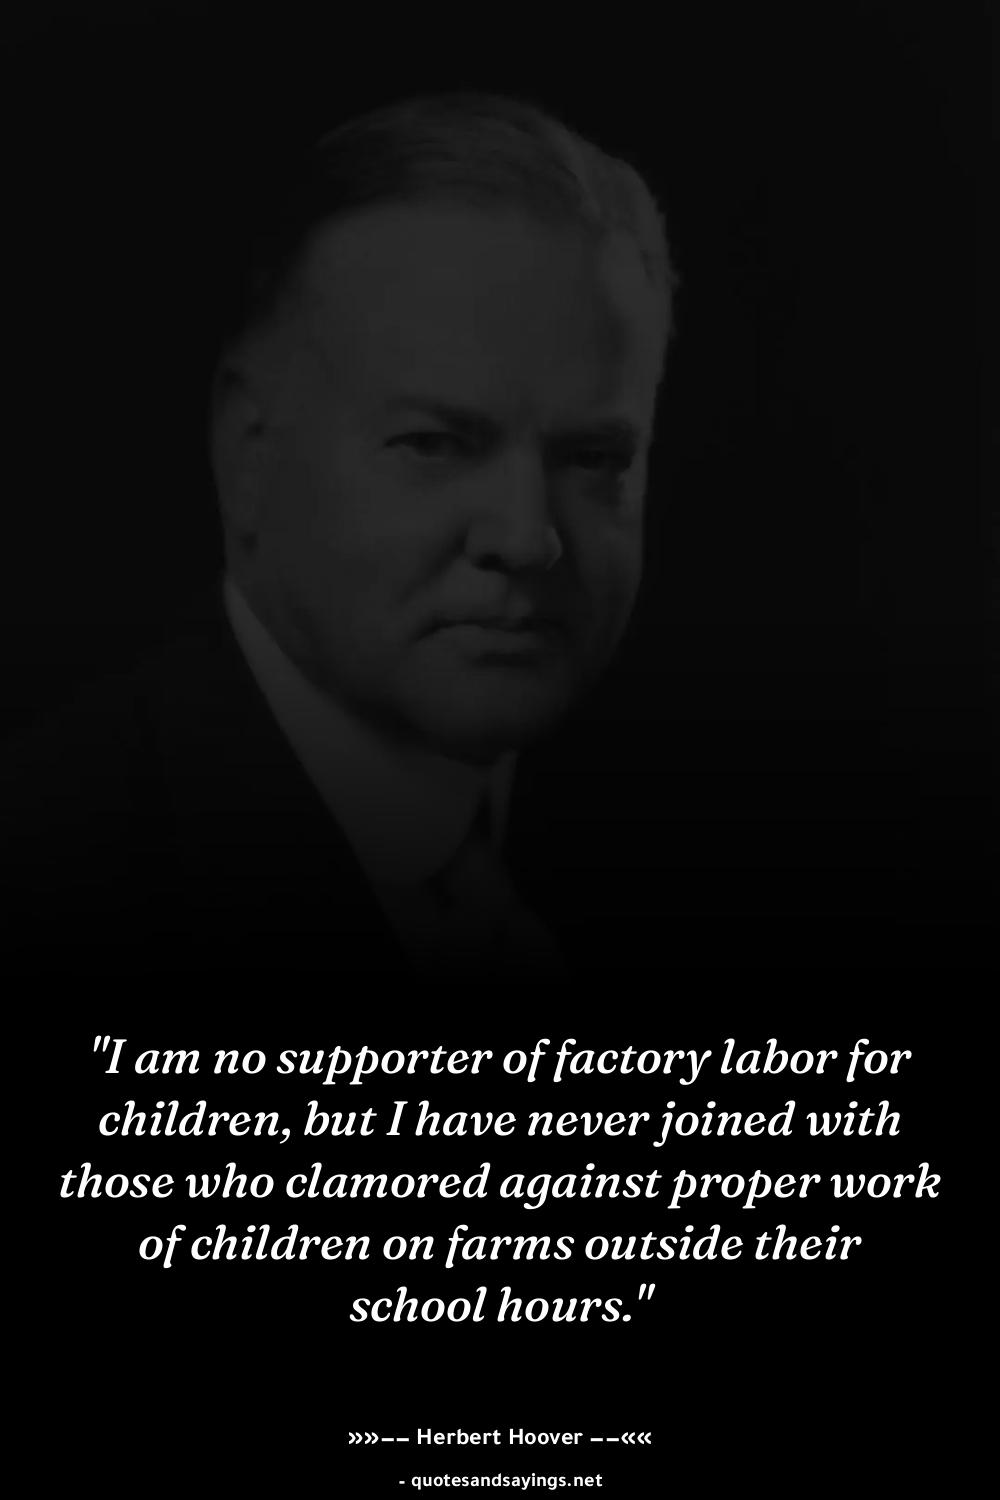 "I am no supporter of factory labor for
children, but I have never joined with
those who clamored against proper work
of children on farms outside their
school hours."
»»−− Herbert Hoover −−««
- quotesandsayings.net